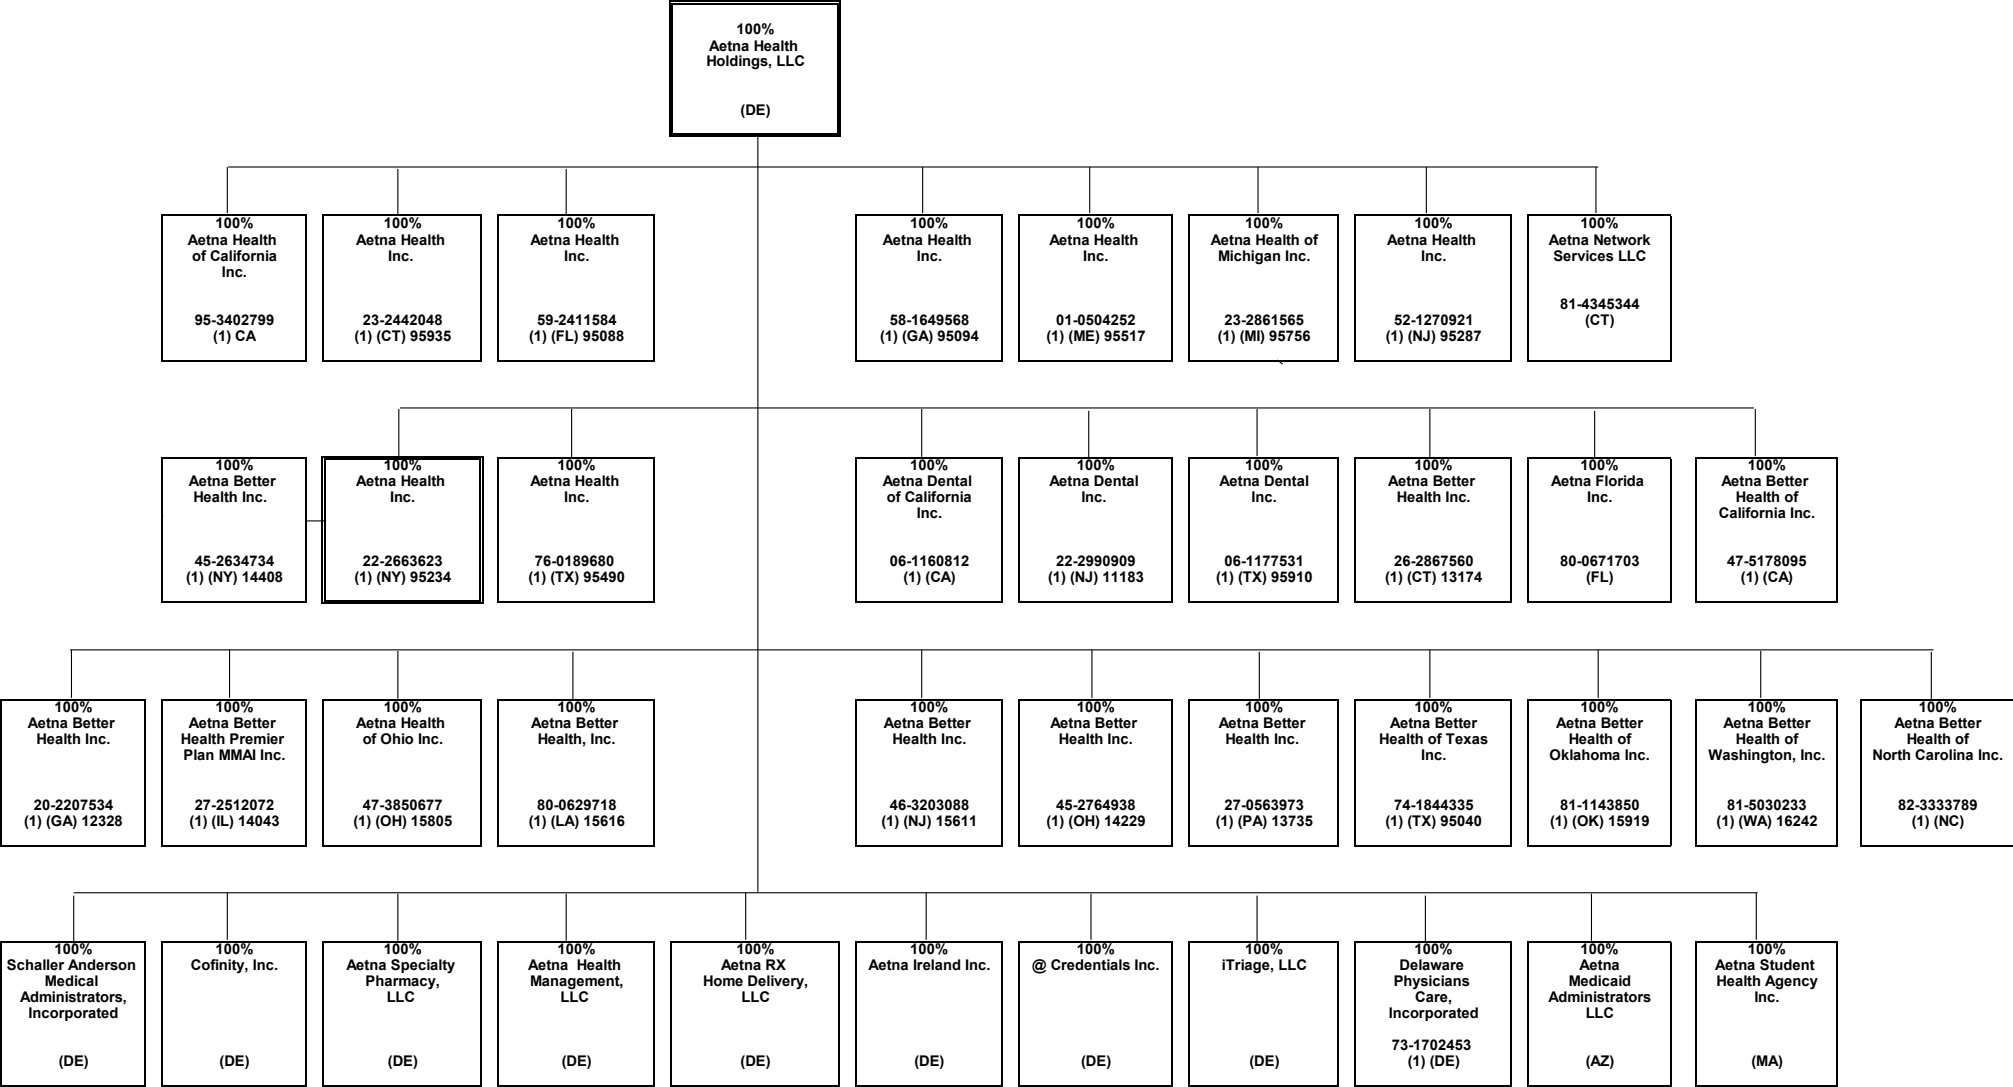 100%
Aetna Health
Holdings, LLC
(DE)
100%
Aetna Health
of California
Inc.
95-3402799
(1) CA
100%
Aetna Health
Inc.
23-2442048
(1) (CT) 95935
100%
Aetna Health
Inc.
59-2411584
(1) (FL) 95088
100%
Aetna Health
Inc.
58-1649568
(1) (GA) 95094
100%
Aetna Health
Inc.
01-0504252
(1) (ME) 95517
100%
Aetna Health of
Michigan Inc.
23-2861565
(1) (MI) 95756
100%
Aetna Health
Inc.
52-1270921
(1) (NJ) 95287
100%
Aetna Network
Services LLC
81-4345344
(CT)
100%
Aetna Better
Health Inc.
45-2634734
(1) (NY) 14408
100%
Aetna Health
Inc.
22-2663623
(1) (NY) 95234
100%
Aetna Health
Inc.
76-0189680
(1) (TX) 95490
100%
Aetna Dental
of California
Inc.
06-1160812
(1) (CA)
100%
Aetna Dental
Inc.
22-2990909
(1) (NJ) 11183
100%
Aetna Dental
Inc.
06-1177531
(1) (TX) 95910
100%
Aetna Better
Health Inc.
26-2867560
(1) (CT) 13174
100%
Aetna Florida
Inc.
80-0671703
(FL)
100%
Aetna Better
Health of
California Inc.
47-5178095
(1) (CA)
100%
Aetna Better
Health Inc.
20-2207534
(1) (GA) 12328
100%
Aetna Better
Health Premier
Plan MMAI Inc.
27-2512072
(1) (IL) 14043
100%
Aetna Health
of Ohio Inc.
47-3850677
(1) (OH) 15805
100%
Aetna Better
Health, Inc.
80-0629718
(1) (LA) 15616
100%
Aetna Better
Health Inc.
46-3203088
(1) (NJ) 15611
100%
Aetna Better
Health Inc.
45-2764938
(1) (OH) 14229
100%
Aetna Better
Health Inc.
27-0563973
(1) (PA) 13735
100%
Aetna Better
Health of Texas
Inc.
74-1844335
(1) (TX) 95040
100%
Aetna Better
Health of
Oklahoma Inc.
81-1143850
(1) (OK) 15919
100%
Aetna Better
Health of
Washington, Inc.
81-5030233
(1) (WA) 16242
100%
Aetna Better
Health of
North Carolina Inc.
82-3333789
(1) (NC)
100%
Schaller Anderson
Medical
Administrators,
Incorporated
(DE)
100%
Cofinity, Inc.
(DE)
100%
Aetna Specialty
Pharmacy,
LLC
(DE)
100%
Aetna  Health
Management,
LLC
(DE)
100%
Aetna RX
Home Delivery,
LLC
(DE)
100%
Aetna Ireland Inc.
(DE)
100%
@ Credentials Inc.
(DE)
100%
iTriage, LLC
(DE)
100%
Delaware
Physicians
Care,
Incorporated
73-1702453
(1) (DE)
100%
Aetna
Medicaid
Administrators
LLC
(AZ)
100%
Aetna Student
Health Agency
Inc.
(MA)